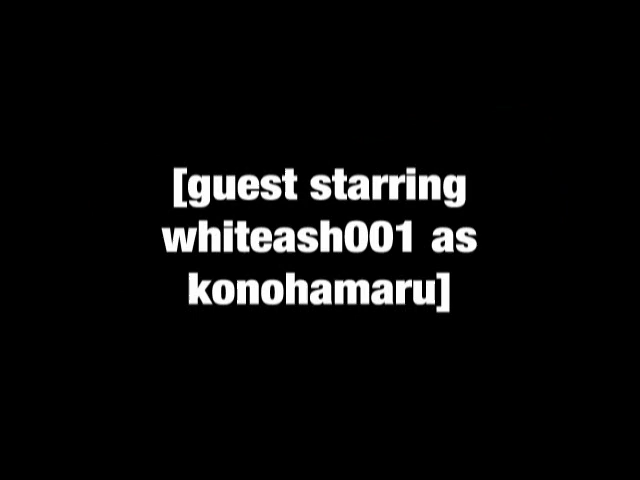 [guest starring
whiteash001 as
konohamaru]